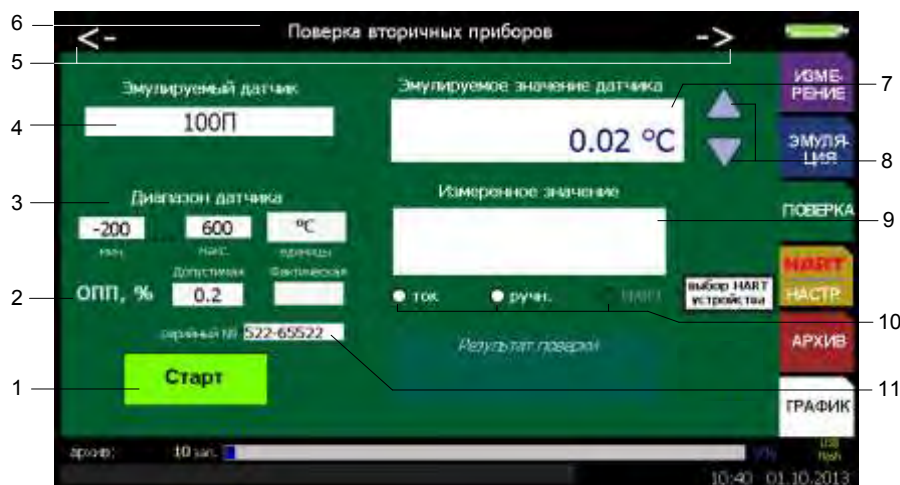 6
<- Поверка вторичных приборов ->
5
Эмулируемый датчик
Эмулируемое значение датчика
7
ИЗМЕ-
РЕНИЕ
4
100П
0.02 °C
ЭМУЛЯ-
ЦИЯ
8
3
Диапазон датчика
Измеренное значение
ПОВЕРКА
-200
600
°C
9
мин.
макс.
единицы
HART
НАСТР.
Допустимая
Фактическая
2
ОПП, %
0.2
ток
ручн.
HART
выбор HART
устройства
10
серийный №
522-65522
Результат поверки
АРХИВ
1
Старт
11
ГРАФИК
архив:
10 зап.
USB
flash
10:40 01.10.2013